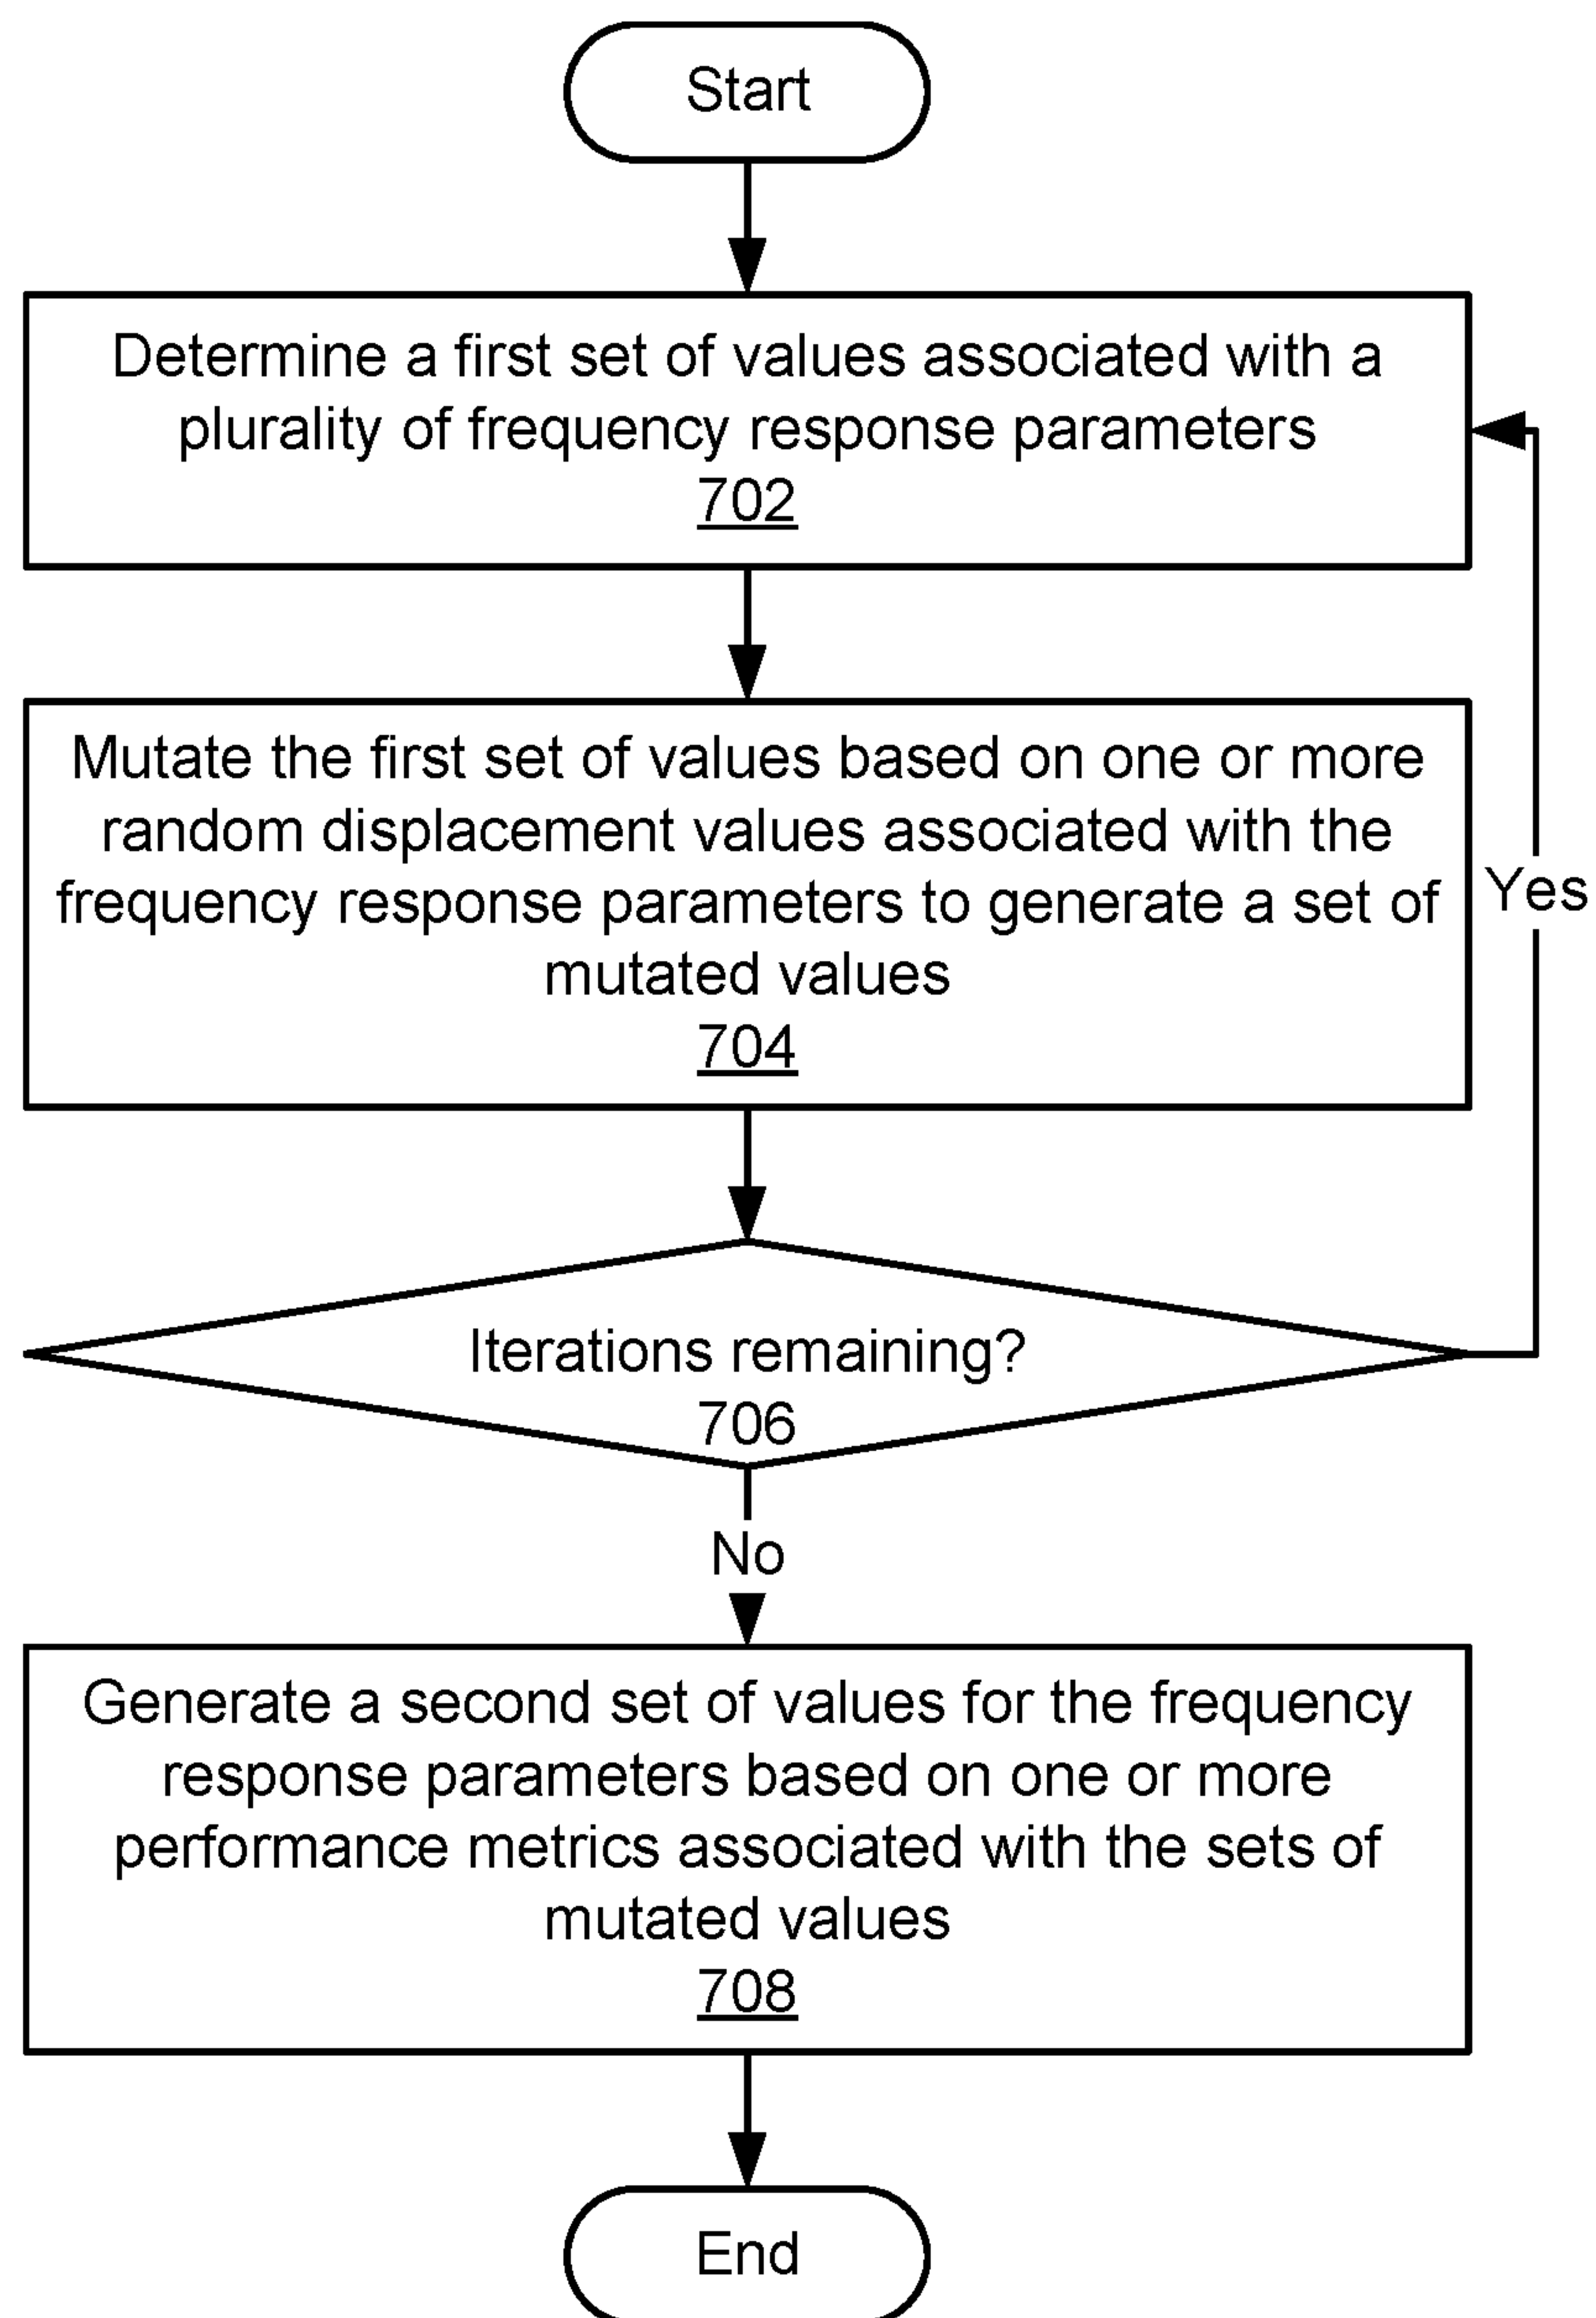 Start
Determine a first set of values associated with a
plurality of frequency response parameters
702
Mutate the first set of values based on one or more
random displacement values associated with the
frequency response parameters to generate a set of
mutated values
704
Yes
Iterations remaining?
706
No
Generate a second set of values for the frequency
response parameters based on one or more
performance metrics associated with the sets of
mutated values
708
End